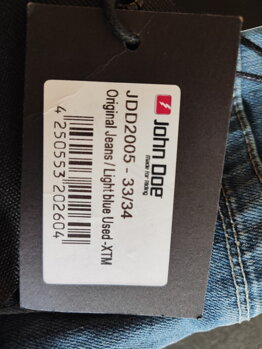 John Doe
made for riding
JDD2005 - 33/34
Original Jeans / Light blue Used -XTM
4 250553 202604